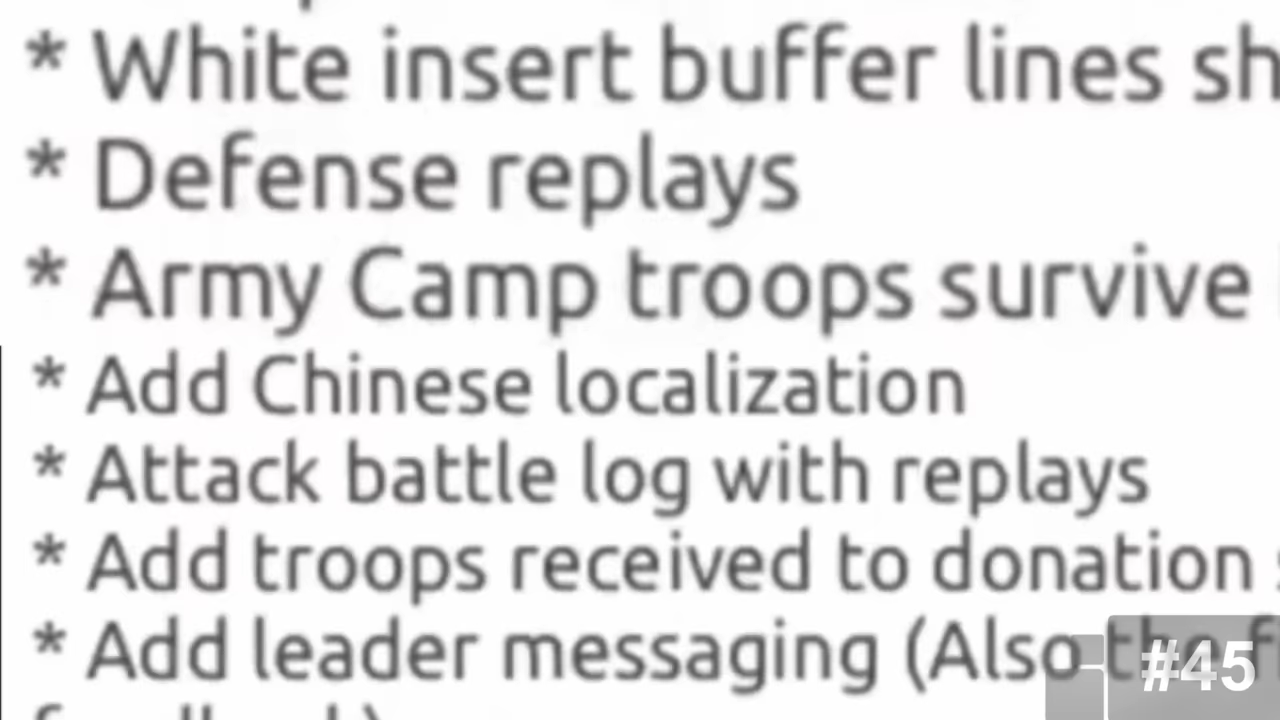 * White insert buffer lines sh
* Defense replays
* Army Camp troops survive
* Add Chinese localization
* Attack battle log with replays
* Add troops received to donation
* Add leader messaging (Also the f
#45